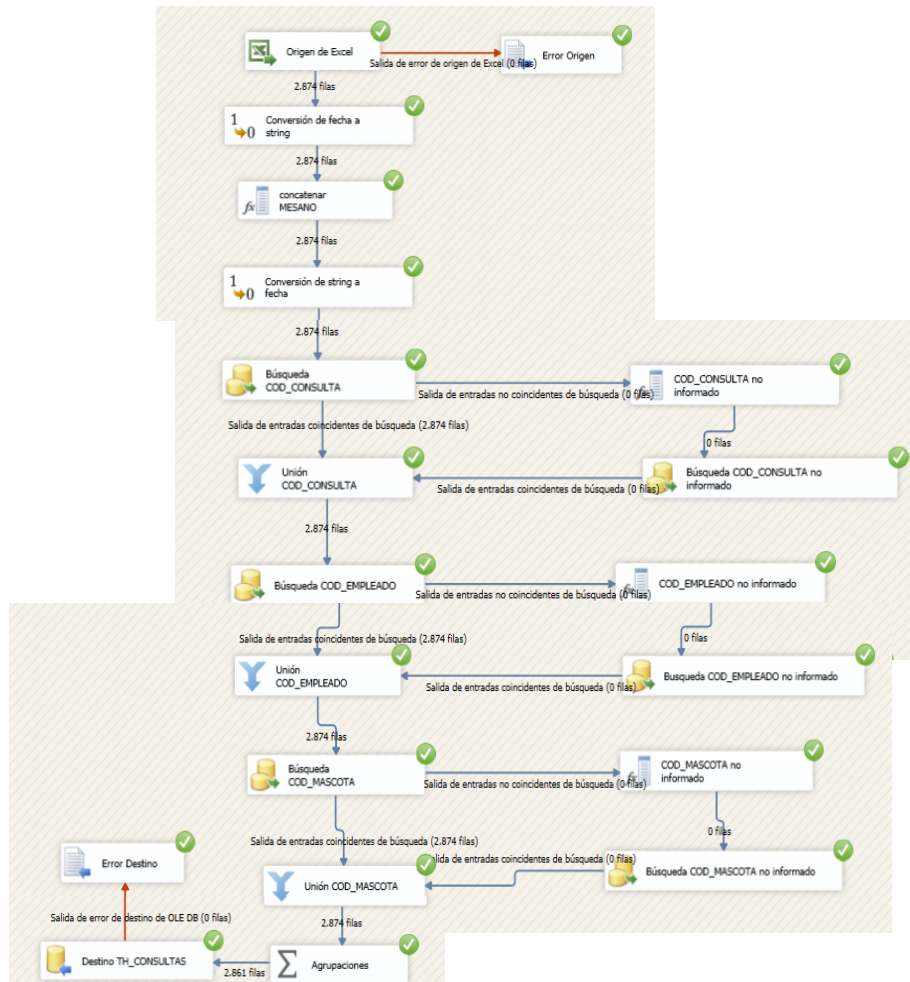 Origen de Excel
Salida de error de origen de Excel (0 filas)
Error Origen
2.874 filas
1
0
Conversión de fecha a
string
2.874 filas
fx
concatenar
MESANO
2.874 filas
1
0
Conversión de string a
fecha
2.874 filas
Búsqueda
COD_CONSULTA
Salida de entradas no coincidentes de búsqueda (0 filas)
fx
COD_CONSULTA no
informado
Salida de entradas coincidentes de búsqueda (2.874 filas)
0 filas
Unión
COD_CONSULTA
Salida de entradas coincidentes de búsqueda (0 filas)
Búsqueda COD_CONSULTA no
informado
2.874 filas
Búsqueda COD_EMPLEADO
Salida de entradas no coincidentes de búsqueda (0 filas)
fx
COD_EMPLEADO no informado
Salida de entradas coincidentes de búsqueda (2.874 filas)
0 filas
Unión
COD_EMPLEADO
Salida de entradas coincidentes de búsqueda (0 filas)
Busqueda COD_EMPLEADO no informado
2.874 filas
Búsqueda
COD_MASCOTA
Salida de entradas no coincidentes de búsqueda (0 filas)
fx
COD_MASCOTA no
informado
Salida de entradas coincidentes de búsqueda (2.874 filas)
0 filas
Unión COD_MASCOTA
Salida de entradas coincidentes de búsqueda (0 filas)
Búsqueda COD_MASCOTA no informado
Error Destino
Salida de error de destino de OLE DB (0 filas)
2.874 filas
Destino TH_CONSULTAS
2.861 filas
Σ
Agrupaciones